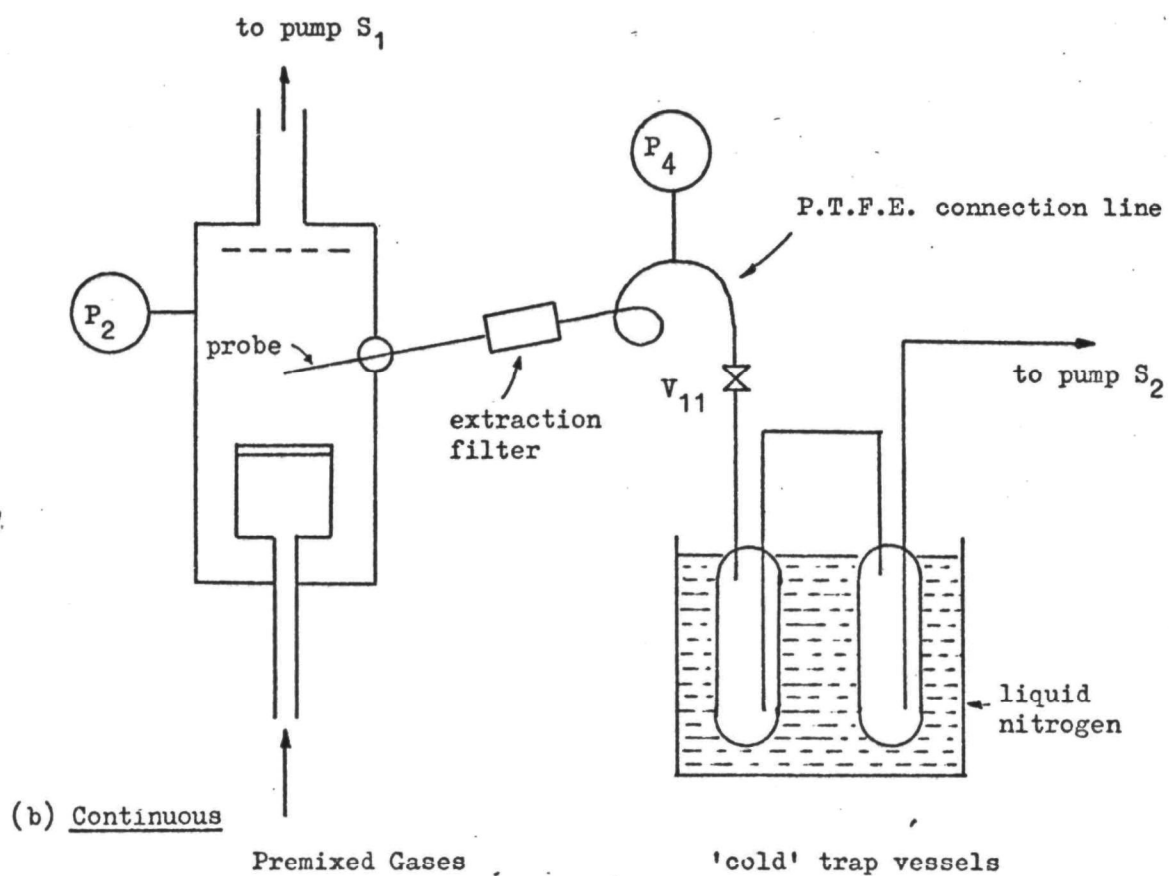 to pump S₁
P₄
P.T.F.E. connection line
P₂
probe
to pump S₂
V₁₁
extraction
filter
liquid
nitrogen
(b) Continuous
Premixed Gases
'cold' trap vessels